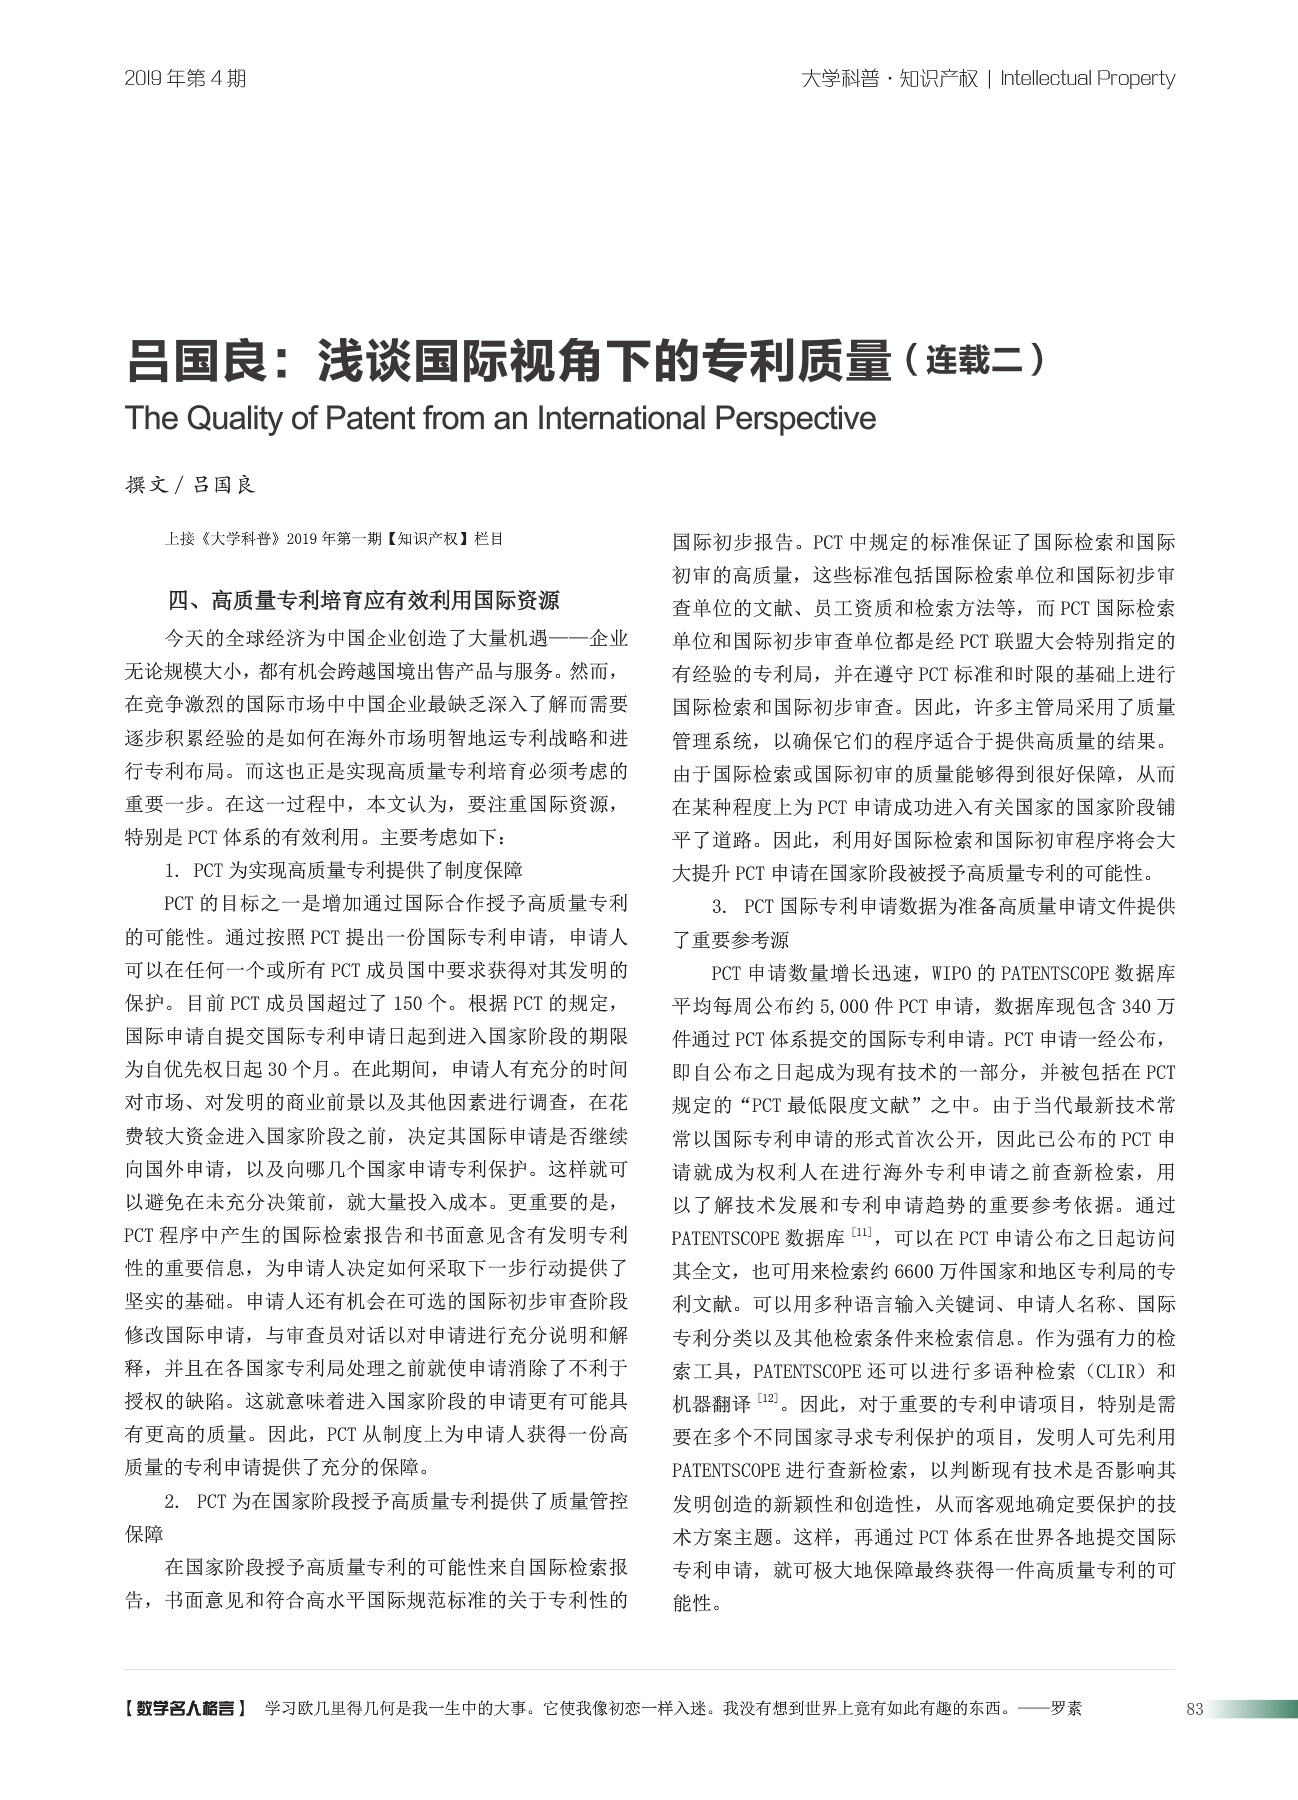 2019 年第 4 期
大学科普·知识产权 | Intellectual Property
吕国良：浅谈国际视角下的专利质量（连载二）
The Quality of Patent from an International Perspective
撰文 / 吕国良
上接《大学科普》2019 年第一期【知识产权】栏目
四、高质量专利培育应有效利用国际资源
今天的全球经济为中国企业创造了大量机遇——企业
无论规模大小，都有机会跨越国境出售产品与服务。然而，
在竞争激烈的国际市场中中国企业最缺乏深入了解而需要
逐步积累经验的是如何在海外市场明智地运专利战略和进
行专利布局。而这也正是实现高质量专利培育必须考虑的
重要一步。在这一过程中，本文认为，要注重国际资源，
特别是 PCT 体系的有效利用。主要考虑如下：
1. PCT 为实现高质量专利提供了制度保障
PCT 的目标之一是增加通过国际合作授予高质量专利
的可能性。通过按照 PCT 提出一份国际专利申请，申请人
可以在任何一个或所有 PCT 成员国中要求获得对其发明的
保护。目前 PCT 成员国超过了 150 个。根据 PCT 的规定，
国际申请自提交国际专利申请日起到进入国家阶段的期限
为自优先权日起 30 个月。在此期间，申请人有充分的时间
对市场、对发明的商业前景以及其他因素进行调查，在花
费较大资金进入国家阶段之前，决定其国际申请是否继续
向国外申请，以及向哪几个国家申请专利保护。这样就可
以避免在未充分决策前，就大量投入成本。更重要的是，
PCT 程序中产生的国际检索报告和书面意见含有发明专利
性的重要信息，为申请人决定如何采取下一步行动提供了
坚实的基础。申请人还有机会在可选的国际初步审查阶段
修改国际申请，与审查员对话以对申请进行充分说明和解
释，并且在各国家专利局处理之前就使申请消除了不利于
授权的缺陷。这就意味着进入国家阶段的申请更有可能具
有更高的质量。因此，PCT 从制度上为申请人获得一份高
质量的专利申请提供了充分的保障。
2. PCT 为在国家阶段授予高质量专利提供了质量管控
保障
在国家阶段授予高质量专利的可能性来自国际检索报
告，书面意见和符合高水平国际规范标准的关于专利性的
国际初步报告。PCT 中规定的标准保证了国际检索和国际
初审的高质量，这些标准包括国际检索单位和国际初步审
查单位的文献、员工资质和检索方法等，而 PCT 国际检索
单位和国际初步审查单位都是经 PCT 联盟大会特别指定的
有经验的专利局，并在遵守 PCT 标准和时限的基础上进行
国际检索和国际初步审查。因此，许多主管局采用了质量
管理系统，以确保它们的程序适合于提供高质量的结果。
由于国际检索或国际初审的质量能够得到很好保障，从而
在某种程度上为 PCT 申请成功进入有关国家的国家阶段铺
平了道路。因此，利用好国际检索和国际初审程序将会大
大提升 PCT 申请在国家阶段被授予高质量专利的可能性。
3. PCT 国际专利申请数据为准备高质量申请文件提供
了重要参考源
PCT 申请数量增长迅速，WIPO 的 PATENTSCOPE 数据库
平均每周公布约 5,000 件 PCT 申请，数据库现包含 340 万
件通过 PCT 体系提交的国际专利申请。PCT 申请一经公布，
即自公布之日起成为现有技术的一部分，并被包括在 PCT
规定的“PCT 最低限度文献”之中。由于当代最新技术常
常以国际专利申请的形式首次公开，因此已公布的 PCT 申
请就成为权利人在进行海外专利申请之前查新检索，用
以了解技术发展和专利申请趋势的重要参考依据。通过
PATENTSCOPE 数据库 [11]，可以在 PCT 申请公布之日起访问
其全文，也可用来检索约 6600 万件国家和地区专利局的专
利文献。可以用多种语言输入关键词、申请人名称、国际
专利分类以及其他检索条件来检索信息。作为强有力的检
索工具，PATENTSCOPE 还可以进行多语种检索（CLIR）和
机器翻译 [12]。因此，对于重要的专利申请项目，特别是需
要在多个不同国家寻求专利保护的项目，发明人可先利用
PATENTSCOPE 进行查新检索，以判断现有技术是否影响其
发明创造的新颖性和创造性，从而客观地确定要保护的技
术方案主题。这样，再通过 PCT 体系在世界各地提交国际
专利申请，就可极大地保障最终获得一件高质量专利的可
能性。
【数学名人格言】 学习欧几里得几何是我一生中的大事。它使我像初恋一样入迷。我没有想到世界上竟有如此有趣的东西。——罗素
83